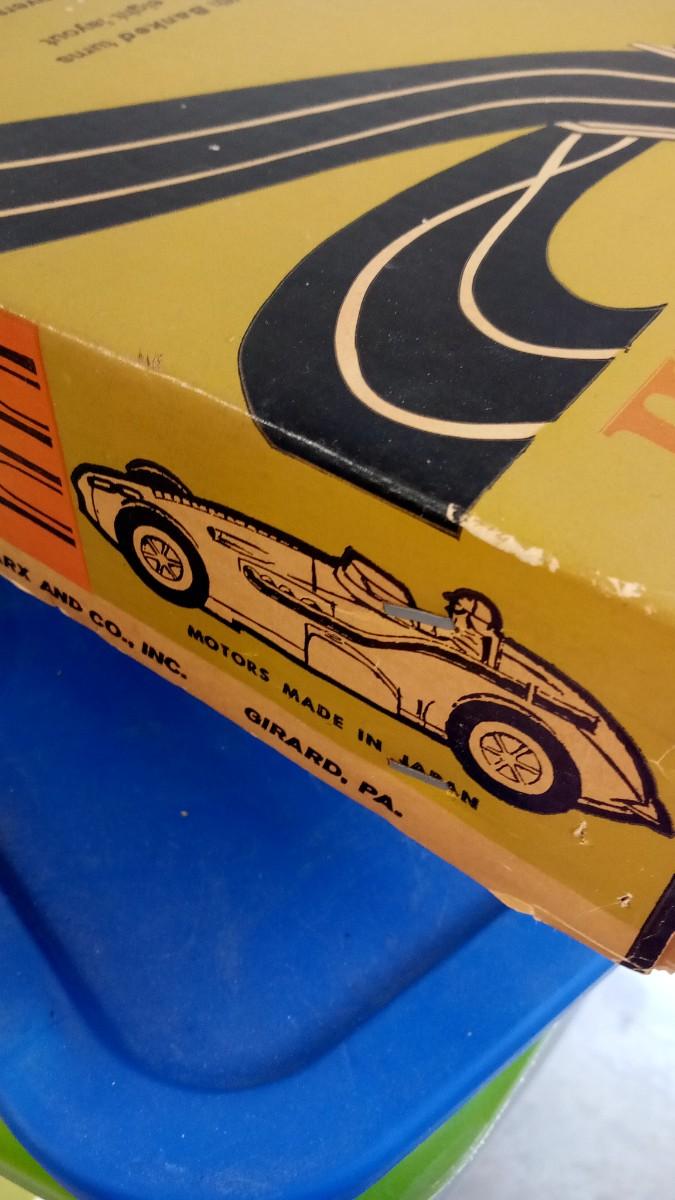 Banked turns
eight layout
ARX AND CO., INC.
MOTORS MADE IN JAPAN
GIRARD, PA.